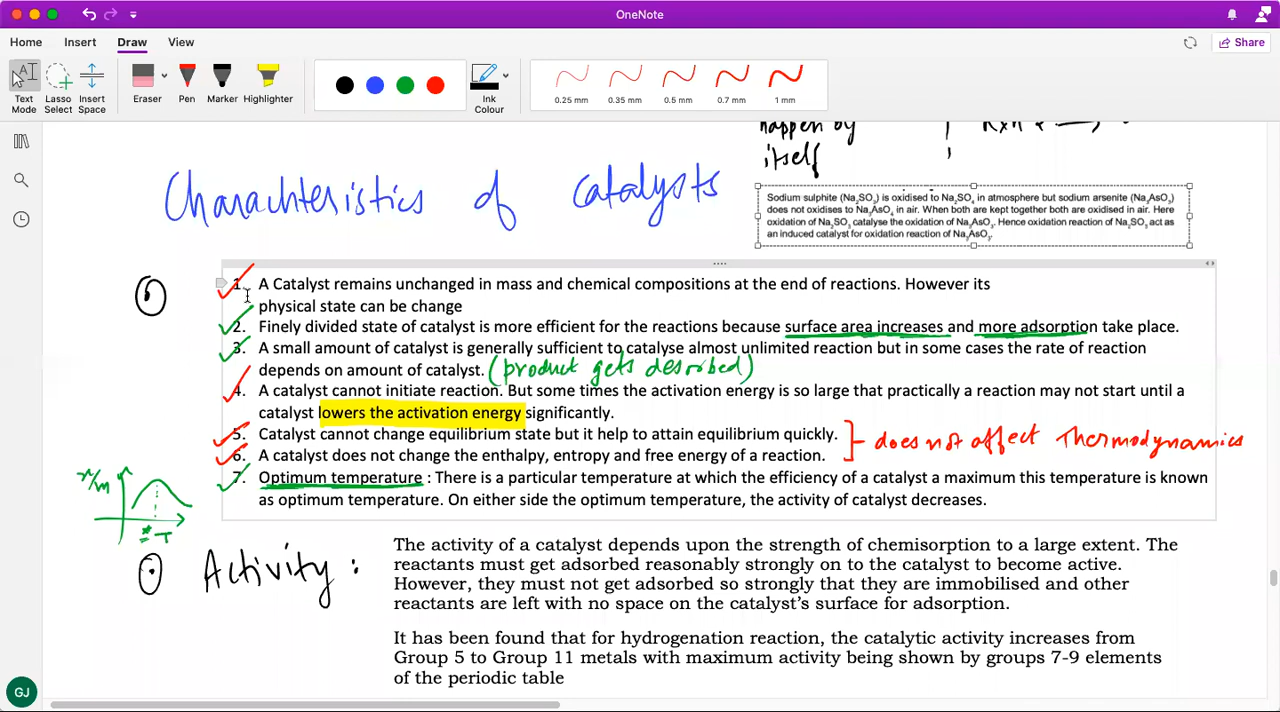 OneNote
Home Insert Draw View
Share
Text Mode
Lasso Select
Insert Space
Eraser
Pen
Marker
Highlighter
Ink Colour
0.25 mm
0.35 mm
0.5 mm
0.7 mm
1 mm
happen by
itself
Charachteristics of Catalysts
Sodium sulphite (Na₂SO₃) is oxidised to Na₂SO₄ in atmosphere but sodium arsenite (Na₃AsO₃)
does not oxidises to Na₃AsO₄ in air. When both are kept together both are oxidised in air. Here
oxidation of Na₂SO₃ catalyse the oxidation of Na₃AsO₃. Hence oxidation reaction of Na₂SO₃ act as
an induced catalyst for oxidation reaction of Na₃AsO₃.
1. A Catalyst remains unchanged in mass and chemical compositions at the end of reactions. However its
physical state can be change
2. Finely divided state of catalyst is more efficient for the reactions because surface area increases and more adsorption take place.
3. A small amount of catalyst is generally sufficient to catalyse almost unlimited reaction but in some cases the rate of reaction
depends on amount of catalyst. (product gets desorbed)
4. A catalyst cannot initiate reaction. But some times the activation energy is so large that practically a reaction may not start until a
catalyst lowers the activation energy significantly.
5. Catalyst cannot change equilibrium state but it help to attain equilibrium quickly.
6. A catalyst does not change the enthalpy, entropy and free energy of a reaction.
does not affect Thermodynamics
7. Optimum temperature : There is a particular temperature at which the efficiency of a catalyst a maximum this temperature is known
as optimum temperature. On either side the optimum temperature, the activity of catalyst decreases.
x/m
T
Activity :
The activity of a catalyst depends upon the strength of chemisorption to a large extent. The
reactants must get adsorbed reasonably strongly on to the catalyst to become active.
However, they must not get adsorbed so strongly that they are immobilised and other
reactants are left with no space on the catalyst's surface for adsorption.
It has been found that for hydrogenation reaction, the catalytic activity increases from
Group 5 to Group 11 metals with maximum activity being shown by groups 7-9 elements
of the periodic table
GJ